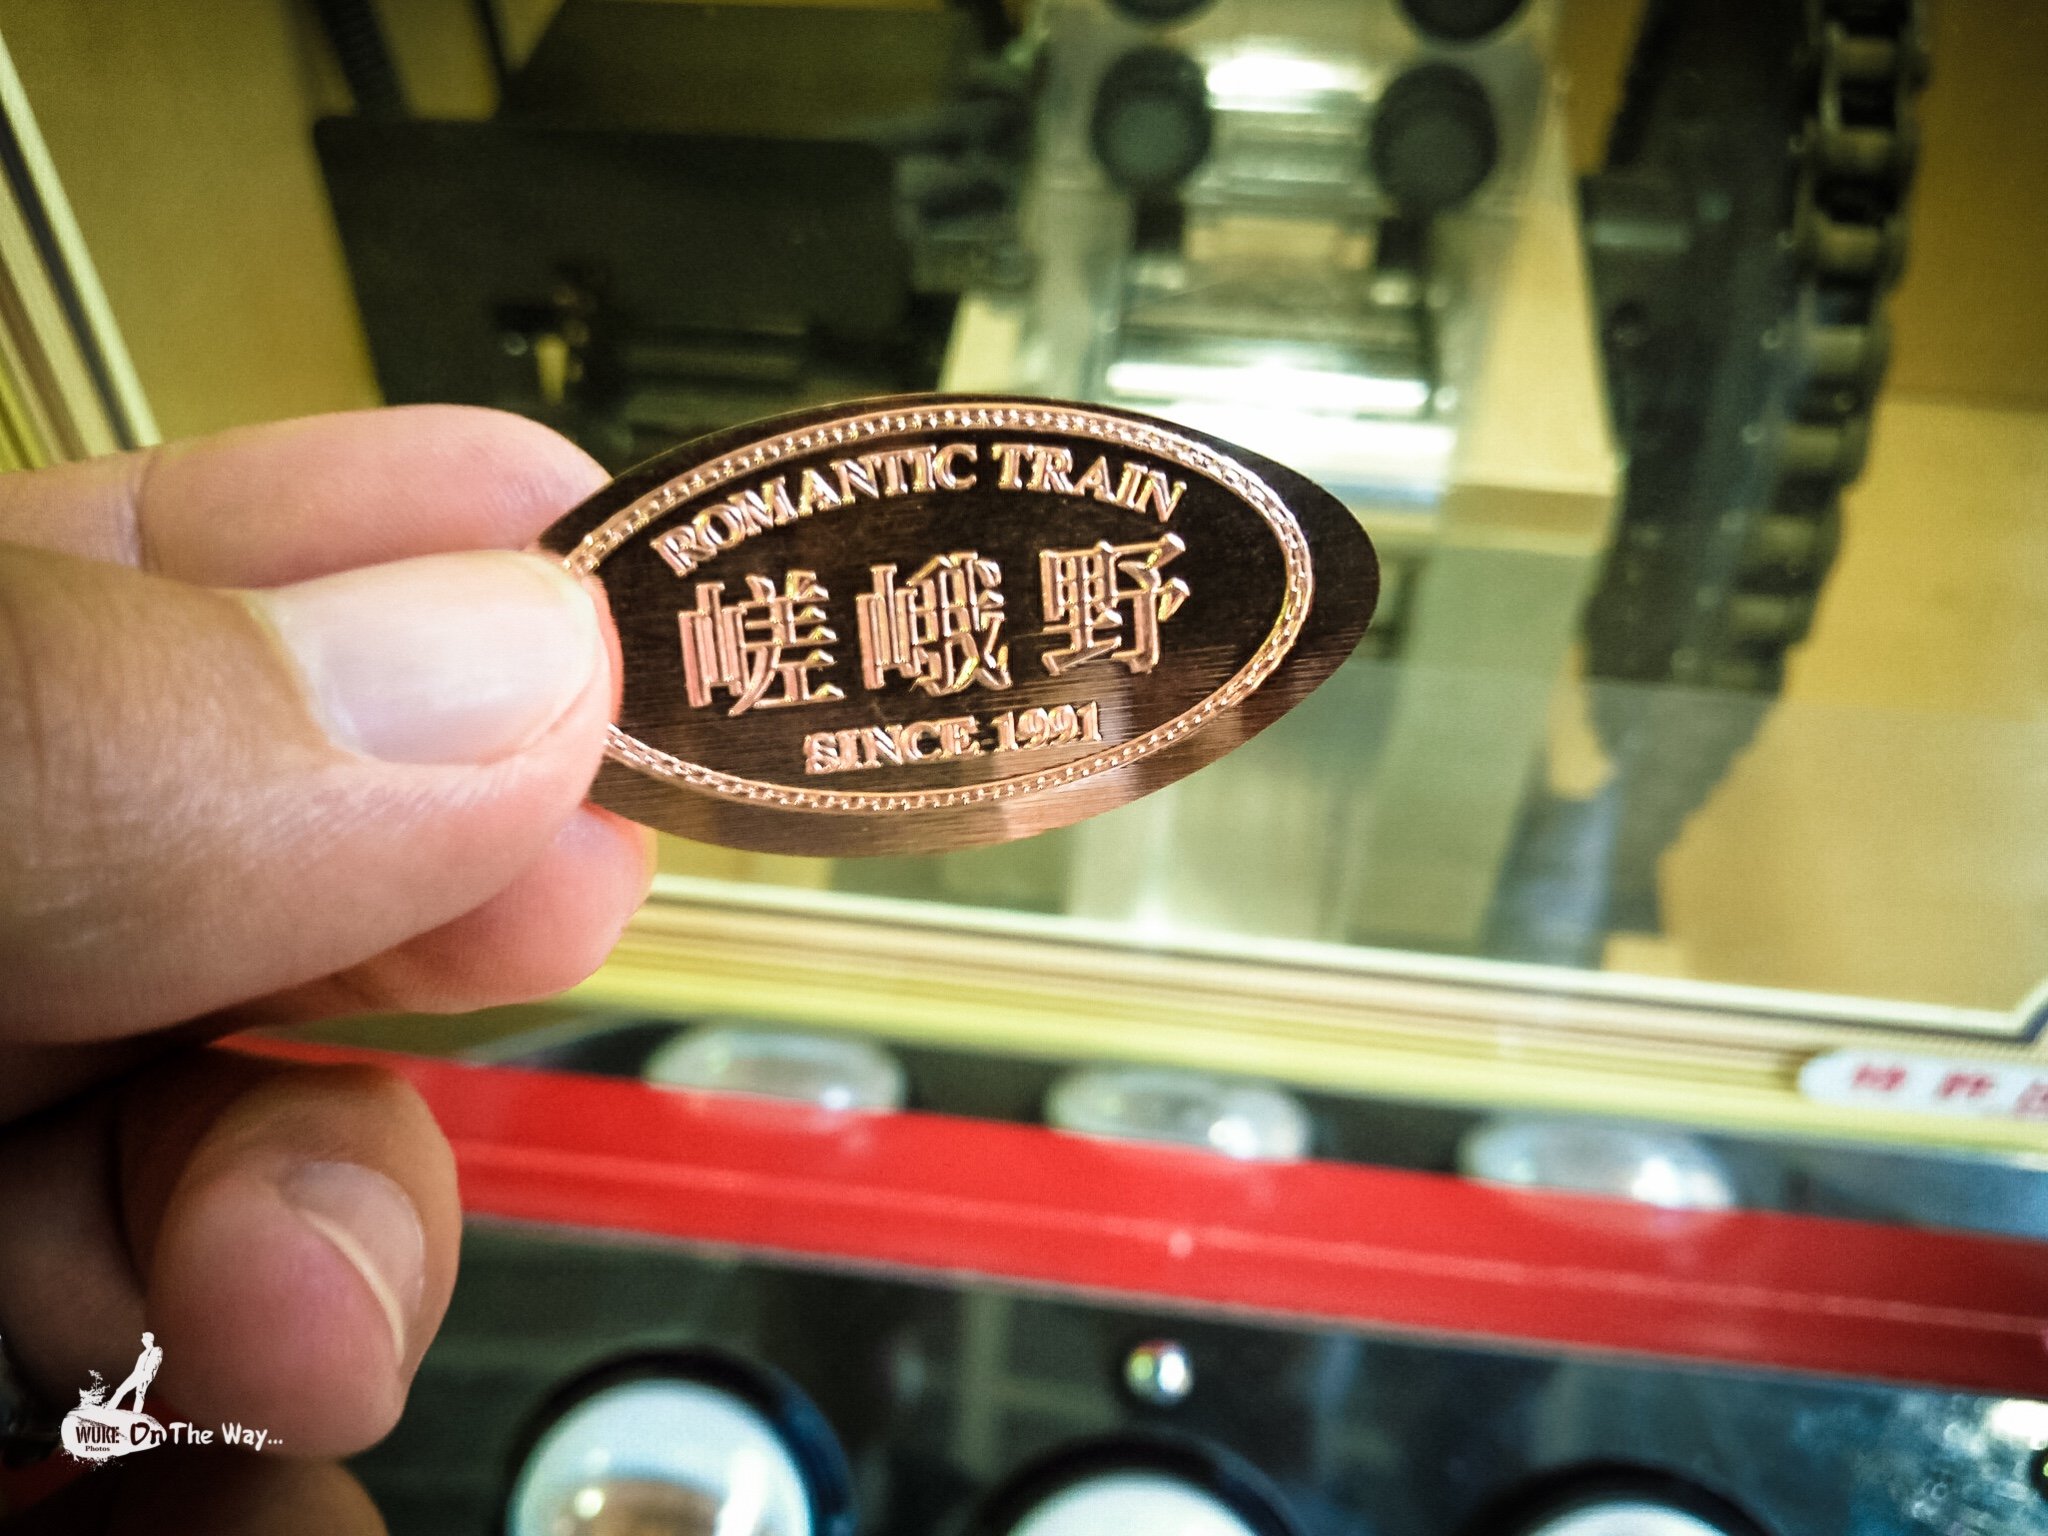 ROMANTIC TRAIN
嵯峨野
SINCE 1991
WUKE On The Way...
Photos